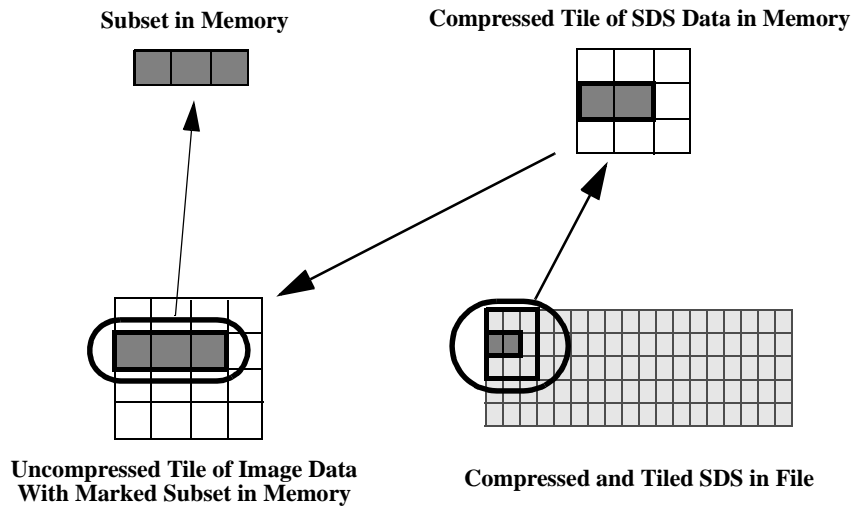 Subset in Memory
Compressed Tile of SDS Data in Memory
Uncompressed Tile of Image Data
With Marked Subset in Memory
Compressed and Tiled SDS in File